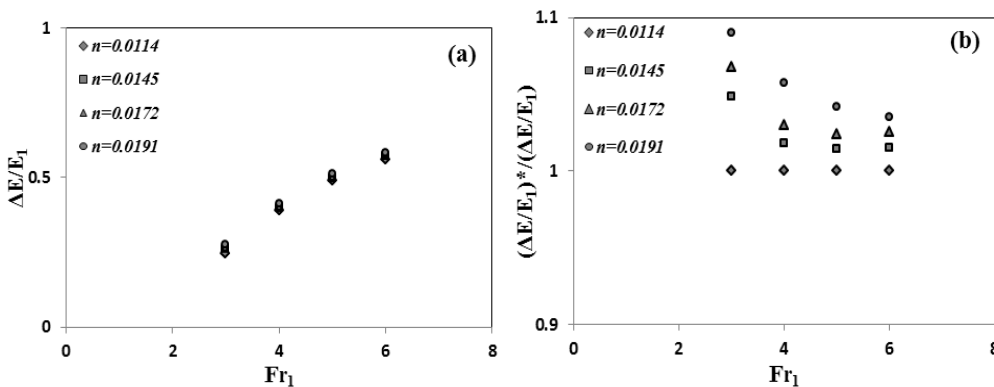 1
(a)
n=0.0114
n=0.0145
n=0.0172
n=0.0191
ΔE/E₁
0.5
0
0 2 4 6 8
Fr₁
1.1
(b)
n=0.0114
n=0.0145
n=0.0172
n=0.0191
(ΔE/E₁)*/(ΔE/E₁)
1
0.9
0 2 4 6 8
Fr₁